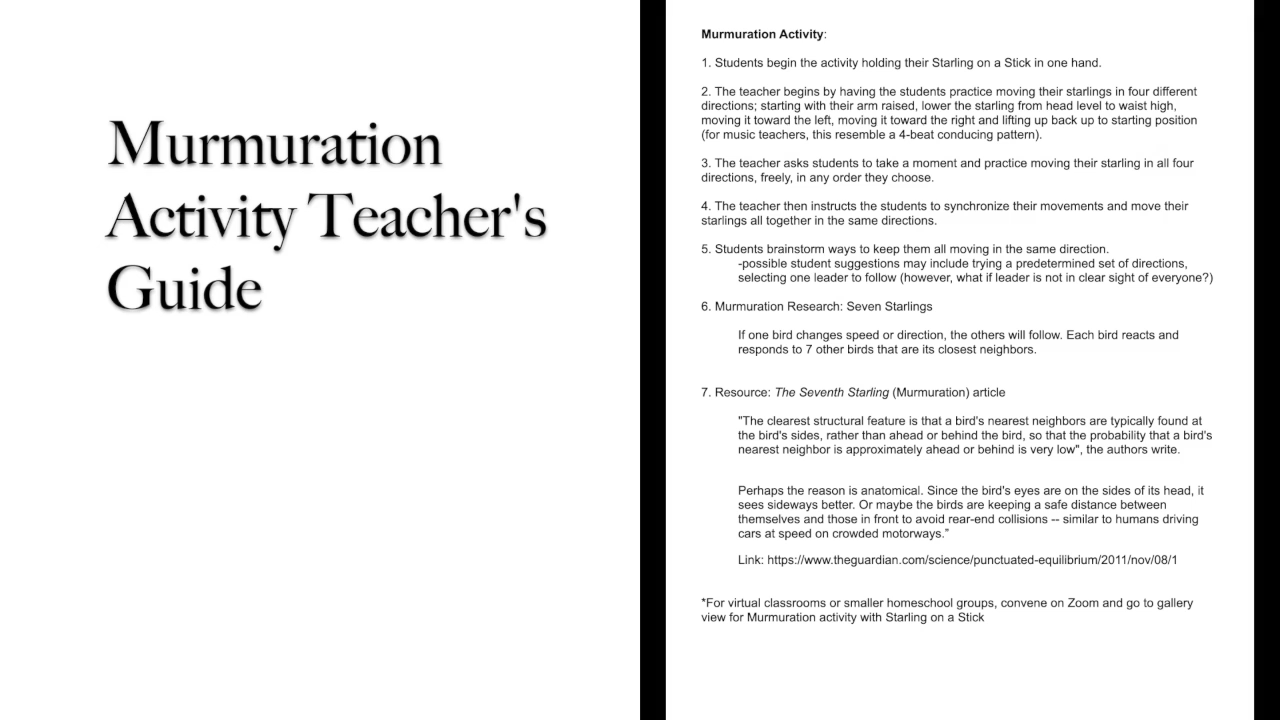 Murmuration
Activity Teacher's
Guide
Murmuration Activity:
1. Students begin the activity holding their Starling on a Stick in one hand.
2. The teacher begins by having the students practice moving their starlings in four different
directions; starting with their arm raised, lower the starling from head level to waist high,
moving it toward the left, moving it toward the right and lifting up back up to starting position
(for music teachers, this resemble a 4-beat conducing pattern).
3. The teacher asks students to take a moment and practice moving their starling in all four
directions, freely, in any order they choose.
4. The teacher then instructs the students to synchronize their movements and move their
starlings all together in the same directions.
5. Students brainstorm ways to keep them all moving in the same direction.
-possible student suggestions may include trying a predetermined set of directions,
selecting one leader to follow (however, what if leader is not in clear sight of everyone?)
6. Murmuration Research: Seven Starlings
If one bird changes speed or direction, the others will follow. Each bird reacts and
responds to 7 other birds that are its closest neighbors.
7. Resource: The Seventh Starling (Murmuration) article
"The clearest structural feature is that a bird's nearest neighbors are typically found at
the bird's sides, rather than ahead or behind the bird, so that the probability that a bird's
nearest neighbor is approximately ahead or behind is very low", the authors write.
Perhaps the reason is anatomical. Since the bird's eyes are on the sides of its head, it
sees sideways better. Or maybe the birds are keeping a safe distance between
themselves and those in front to avoid rear-end collisions -- similar to humans driving
cars at speed on crowded motorways."
Link: https://www.theguardian.com/science/punctuated-equilibrium/2011/nov/08/1
*For virtual classrooms or smaller homeschool groups, convene on Zoom and go to gallery
view for Murmuration activity with Starling on a Stick